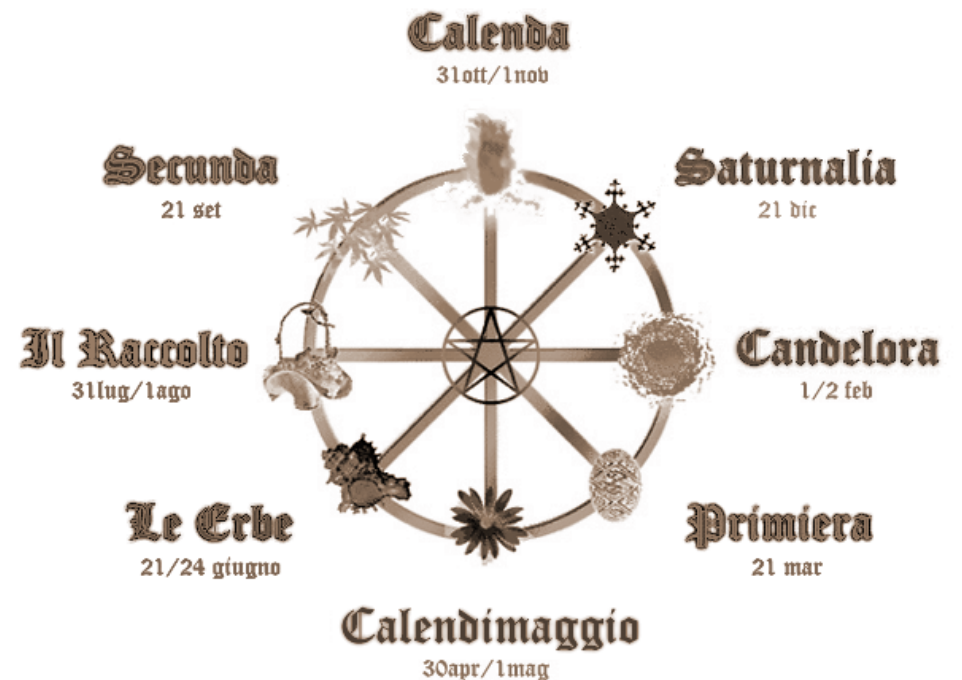 Calenda
31ott/1nov
Secunda
21 set
Saturnalia
21 dic
Il Raccolto
31lug/1ago
Candelora
1/2 feb
Le Erbe
21/24 giugno
Primiera
21 mar
Calendimaggio
30apr/1mag